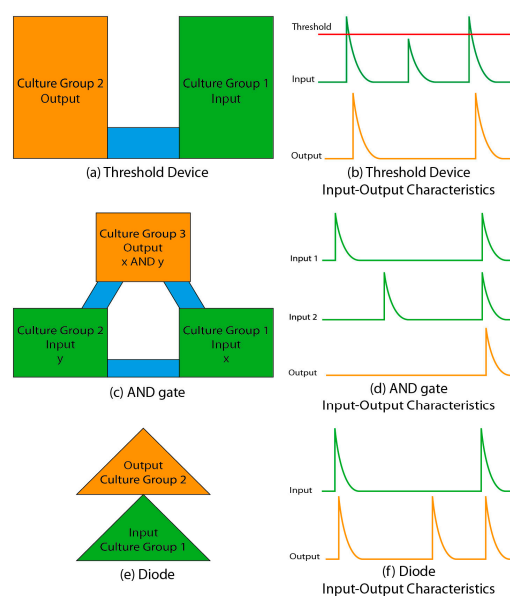 Culture Group 2
Output
Culture Group 1
Input
(a) Threshold Device
Threshold
Input
Output
(b) Threshold Device
Input-Output Characteristics
Culture Group 3
Output
x AND y
Culture Group 2
Input
y
Culture Group 1
Input
x
(c) AND gate
Input 1
Input 2
Output
(d) AND gate
Input-Output Characteristics
Output
Culture Group 2
Input
Culture Group 1
(e) Diode
Input
Output
(f) Diode
Input-Output Characteristics